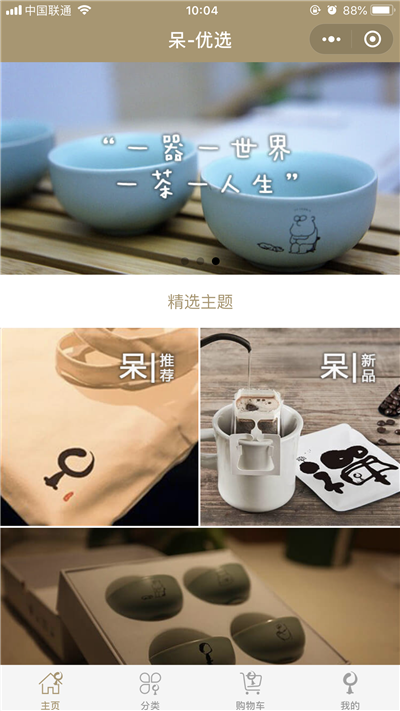 中国联通
10:04
88%
呆-优选
“一器一世界
一茶一人生”
精选主题
呆|推荐
呆|新品
主页
分类
购物车
我的